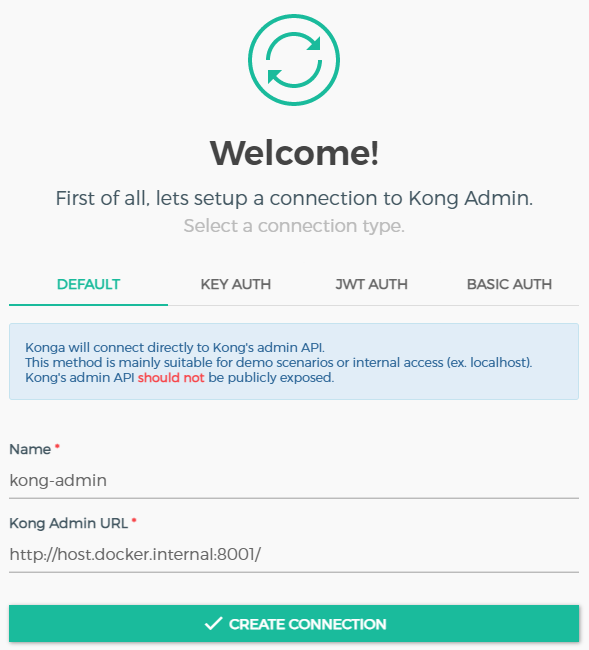 Welcome!
First of all, lets setup a connection to Kong Admin.
Select a connection type.
DEFAULT KEY AUTH JWT AUTH BASIC AUTH
Konga will connect directly to Kong's admin API.
This method is mainly suitable for demo scenarios or internal access (ex. localhost).
Kong's admin API should not be publicly exposed.
Name *
kong-admin
Kong Admin URL *
http://host.docker.internal:8001/
CREATE CONNECTION